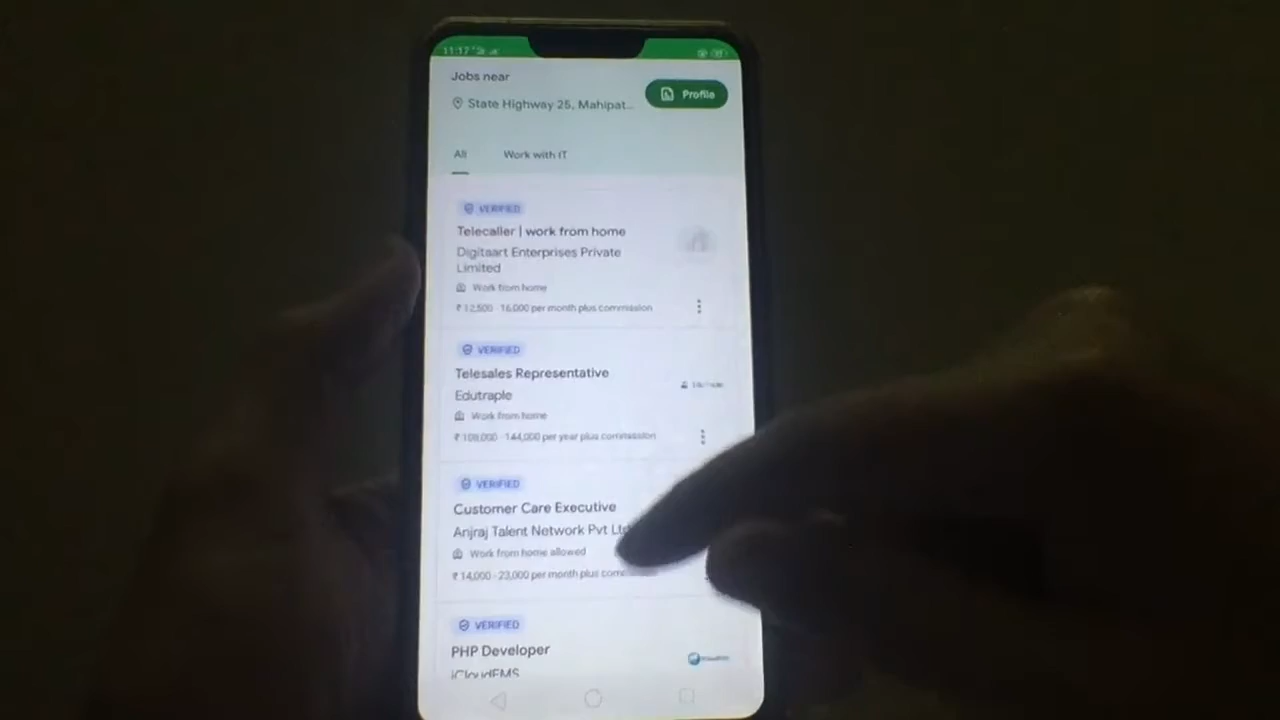 11:17
Jobs near
State Highway 25, Mahipat...
Profile
All
Work with IT
VERIFIED
Telecaller | work from home
Digitaart Enterprises Private
Limited
Work from home
₹ 12,500 - 16,000 per month plus commission
VERIFIED
Telesales Representative
Edutraple
Work from home
₹ 108,000 - 144,000 per year plus commission
VERIFIED
Customer Care Executive
Anjraj Talent Network Pvt Ltd
Work from home allowed
₹ 14,000 - 23,000 per month plus com
VERIFIED
PHP Developer
iCloudEMS